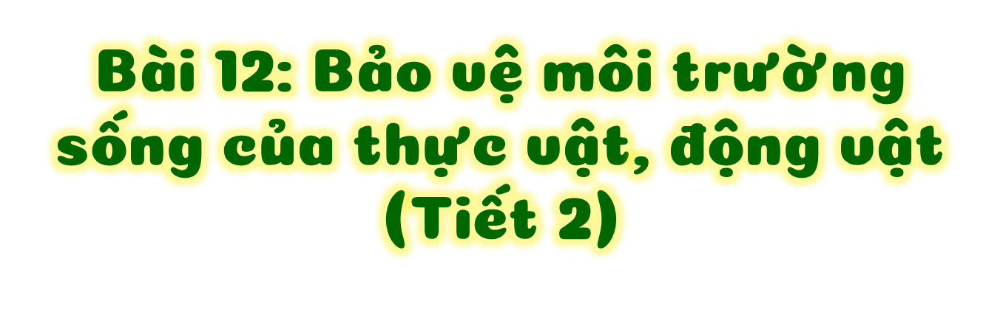 Bài 12: Bảo vệ môi trường
sống của thực vật, động vật
(Tiết 2)